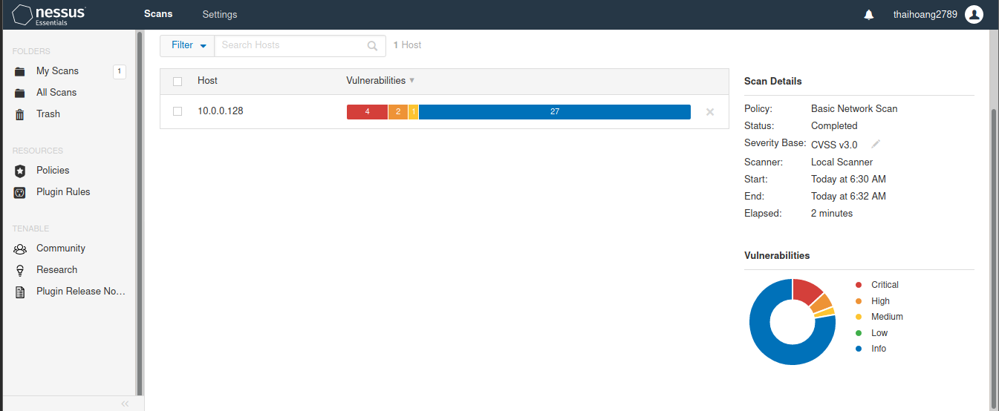 nessus
Essentials
Scans
Settings
thaihoang2789
FOLDERS
My Scans 1
All Scans
Trash
RESOURCES
Policies
Plugin Rules
TENABLE
Community
Research
Plugin Release No...
Filter
Search Hosts
1 Host
Host Vulnerabilities
10.0.0.128 4 2 1 27
Scan Details
Policy: Basic Network Scan
Status: Completed
Severity Base: CVSS v3.0
Scanner: Local Scanner
Start: Today at 6:30 AM
End: Today at 6:32 AM
Elapsed: 2 minutes
Vulnerabilities
Critical
High
Medium
Low
Info